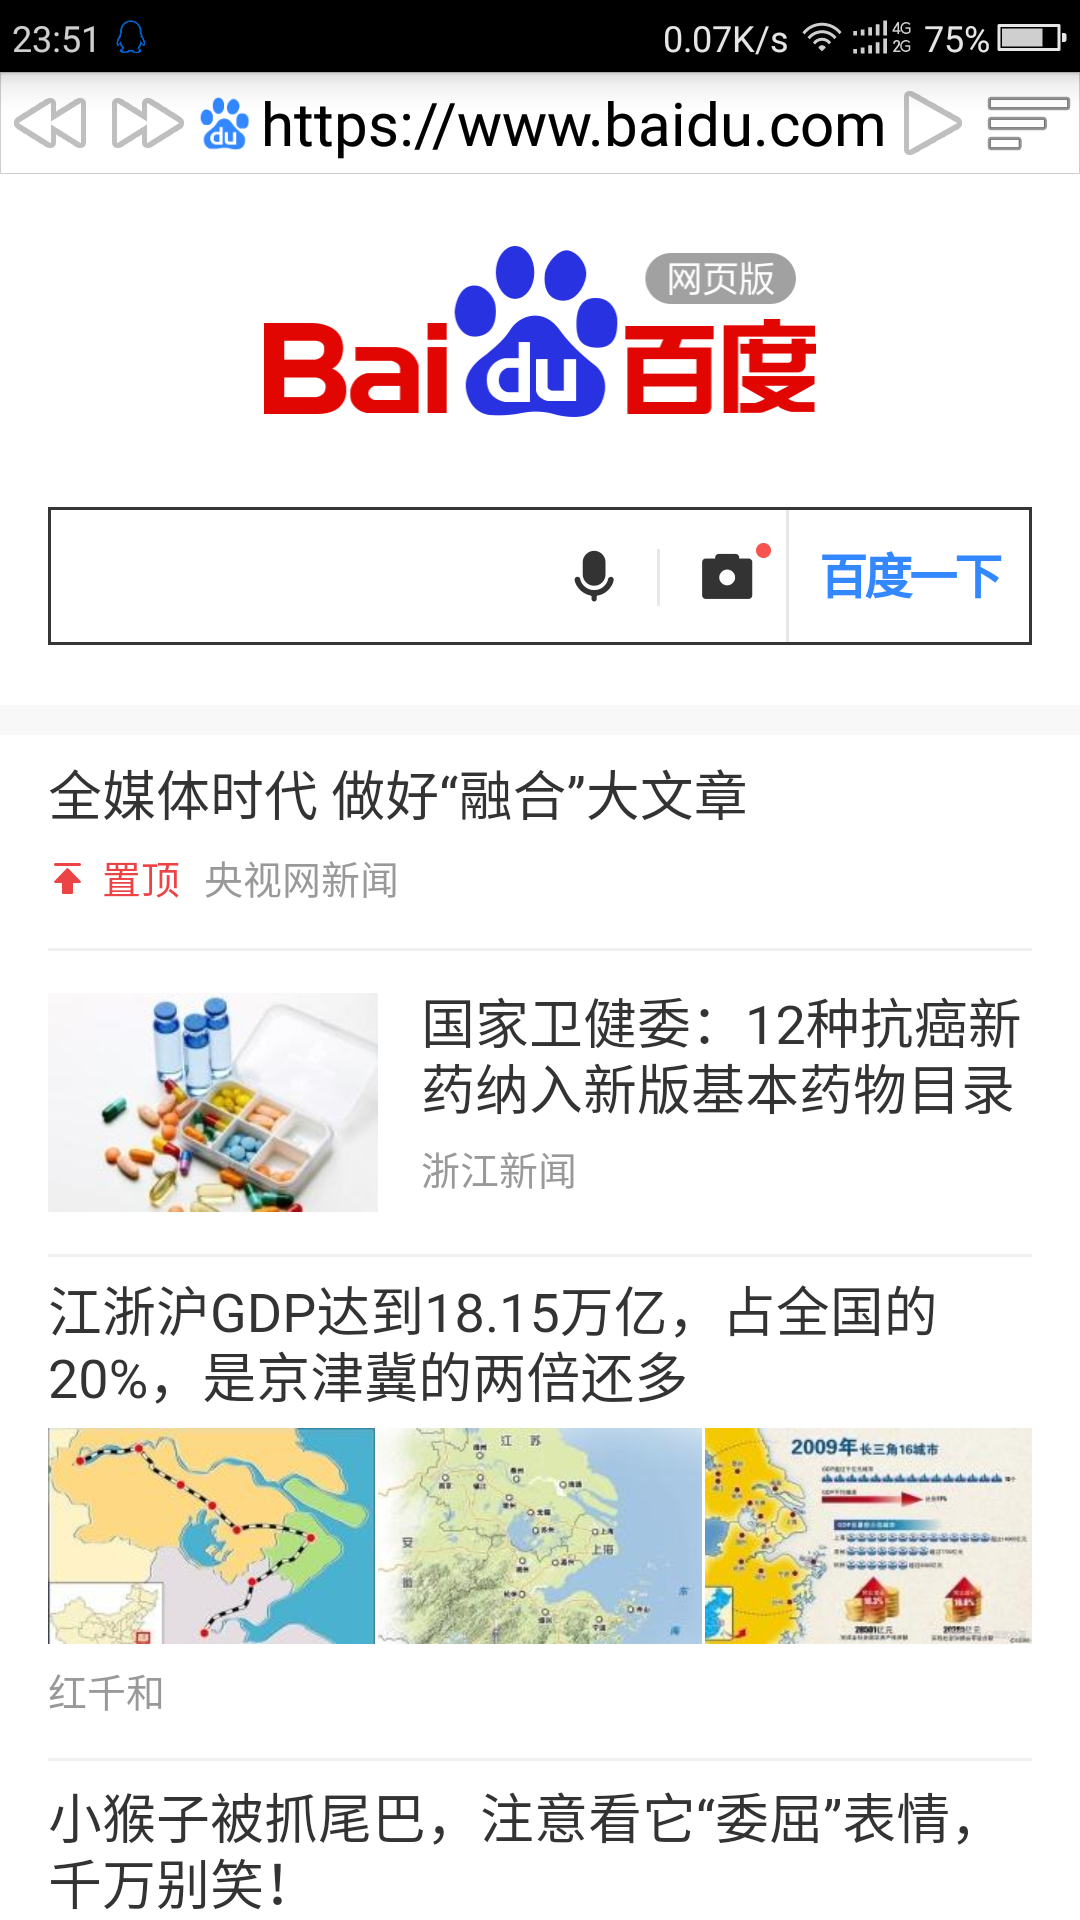 23:51
0.07K/s 4G 2G 75%
https://www.baidu.com
网页版
Bai du 百度
百度一下
全媒体时代 做好“融合”大文章
置顶 央视网新闻
国家卫健委：12种抗癌新
药纳入新版基本药物目录
浙江新闻
江浙沪GDP达到18.15万亿，占全国的
20%，是京津冀的两倍还多
江 苏
上海
2009年长三角16城市
红千和
小猴子被抓尾巴，注意看它“委屈”表情，
千万别笑！